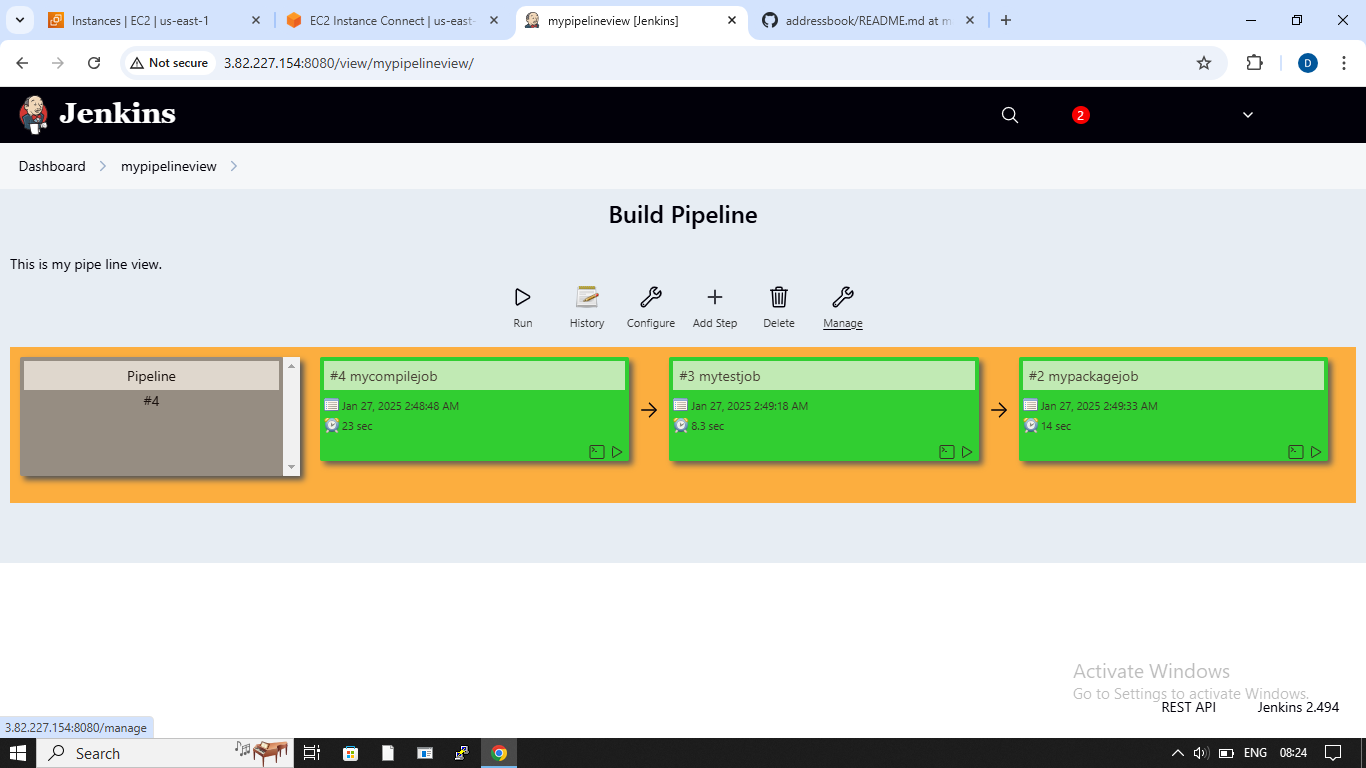 Instances | EC2 | us-east-1
EC2 Instance Connect | us-east-
mypipelineview [Jenkins]
addressbook/README.md at m
Not secure
3.82.227.154:8080/view/mypipelineview/
D
Jenkins
2
Dashboard
mypipelineview
Build Pipeline
This is my pipe line view.
Run
History
Configure
Add Step
Delete
Manage
Pipeline
#4
#4 mycompilejob
Jan 27, 2025 2:48:48 AM
23 sec
#3 mytestjob
Jan 27, 2025 2:49:18 AM
8.3 sec
#2 mypackagejob
Jan 27, 2025 2:49:33 AM
14 sec
Activate Windows
Go to Settings to activate Windows.
REST API
Jenkins 2.494
3.82.227.154:8080/manage
Search
ENG
08:24